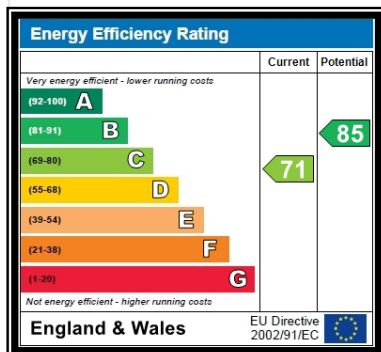 Energy Efficiency Rating
Current Potential
Very energy efficient - lower running costs
(92-100) A
(81-91) B
85
(69-80) C
71
(55-68) D
(39-54) E
(21-38) F
(1-20) G
Not energy efficient - higher running costs
England & Wales
EU Directive
2002/91/EC